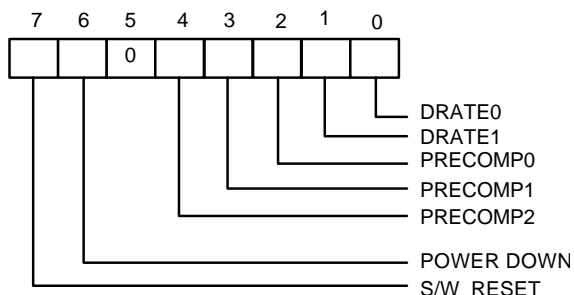 7 6 5 4 3 2 1 0
0
DRATE0
DRATE1
PRECOMP0
PRECOMP1
PRECOMP2
POWER DOWN
S/W RESET